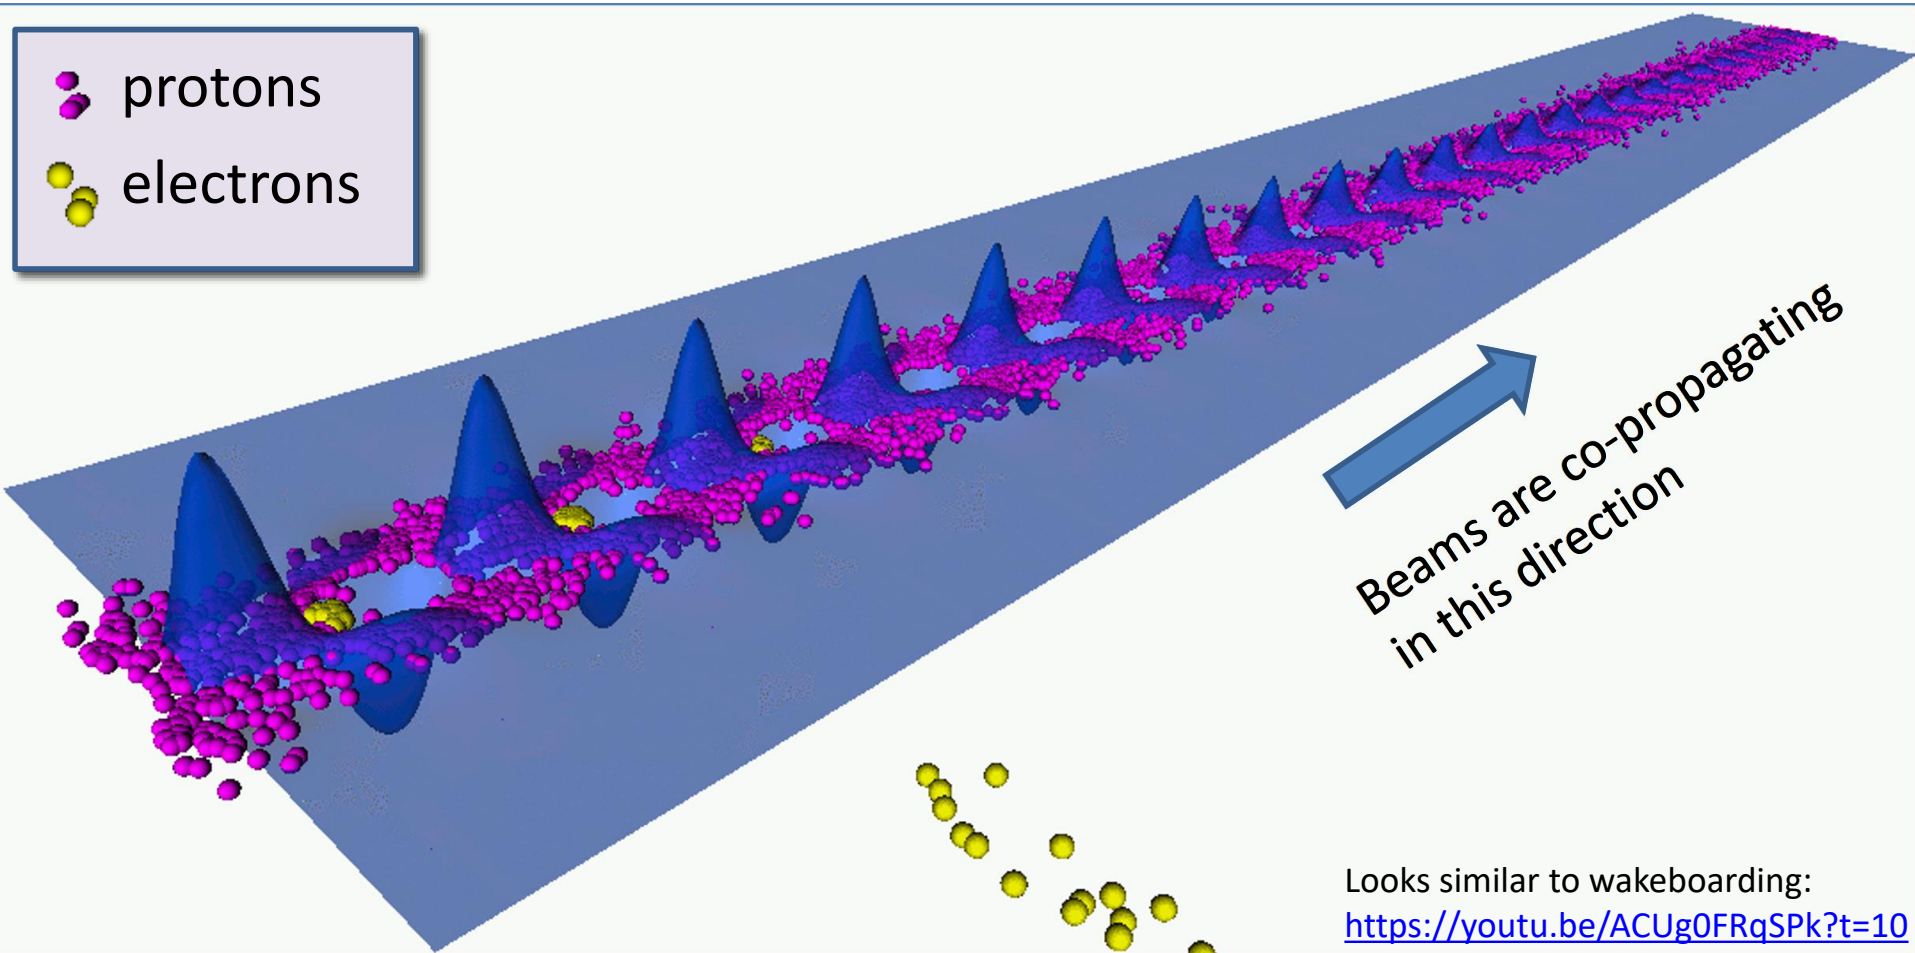 protons
electrons
Beams are co-propagating
in this direction
Looks similar to wakeboarding:
https://youtu.be/ACUg0FRqSPk?t=10